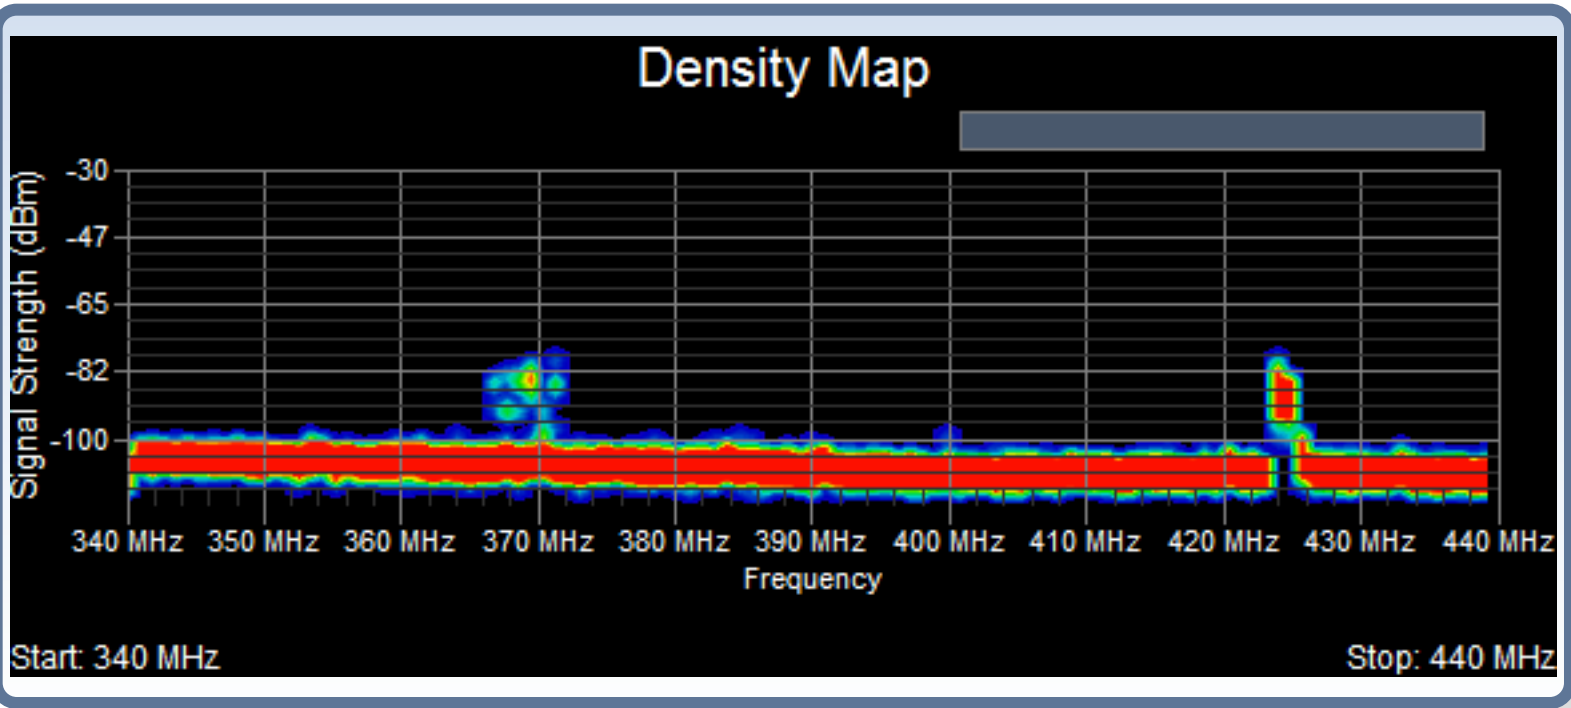 Density Map
Signal Strength (dBm)
-30
-47
-65
-82
-100
340 MHz 350 MHz 360 MHz 370 MHz 380 MHz 390 MHz 400 MHz 410 MHz 420 MHz 430 MHz 440 MHz
Frequency
Start: 340 MHz Stop: 440 MHz